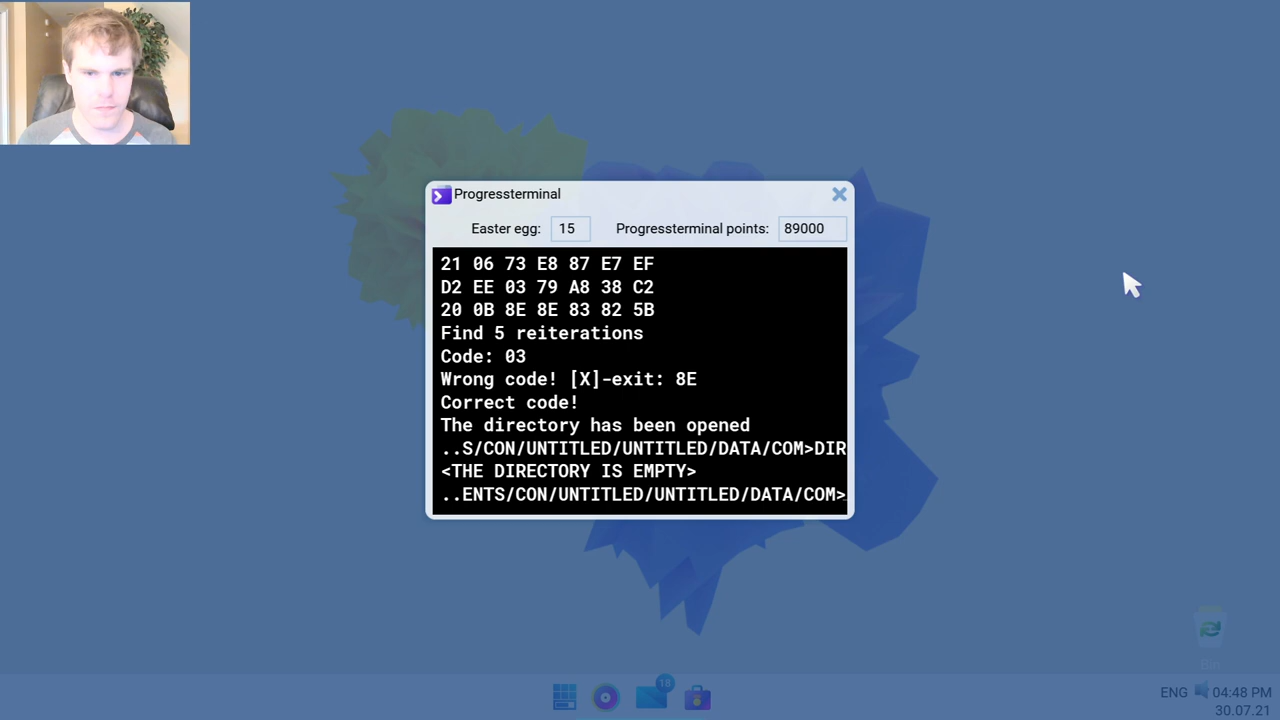 Progressterminal
Easter egg: 15 Progressterminal points: 89000
21 06 73 E8 87 E7 EF
D2 EE 03 79 A8 38 C2
20 0B 8E 8E 83 82 5B
Find 5 reiterations
Code: 03
Wrong code! [X]-exit: 8E
Correct code!
The directory has been opened
..S/CON/UNTITLED/UNTITLED/DATA/COM>DIR
<THE DIRECTORY IS EMPTY>
..ENTS/CON/UNTITLED/UNTITLED/DATA/COM>_
Bin
18
ENG 04:48 PM
30.07.21